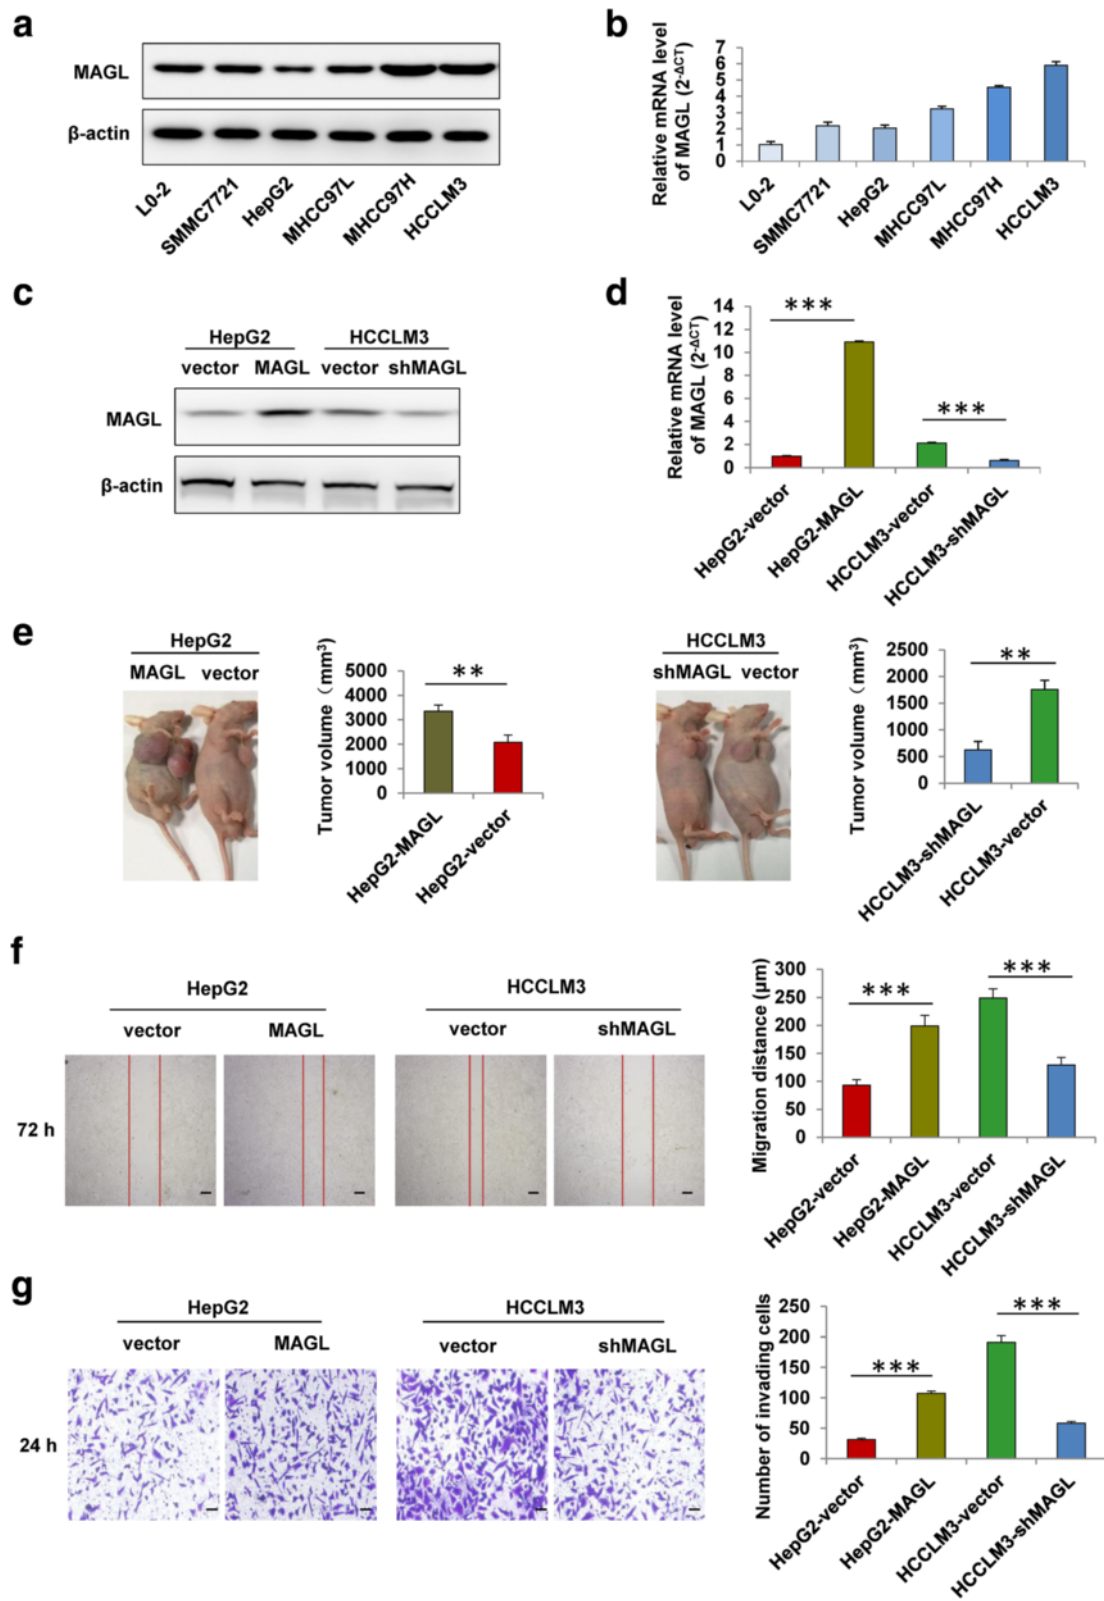 a
MAGL
β-actin
L0-2
SMMC7721
HepG2
MHCC97L
MHCC97H
HCCLM3
b
Relative mRNA level
of MAGL (2-ΔCT)
7
6
5
4
3
2
1
0
L0-2
SMMC7721
HepG2
MHCC97L
MHCC97H
HCCLM3
c
HepG2 HCCLM3
vector MAGL vector shMAGL
MAGL
β-actin
d
Relative mRNA level
of MAGL (2-ΔCT)
14
12
10
8
6
4
2
0
***
***
HepG2-vector
HepG2-MAGL
HCCLM3-vector
HCCLM3-shMAGL
e
HepG2
MAGL vector
Tumor volume（mm³)
5000
4000
3000
2000
1000
0
**
HepG2-MAGL
HepG2-vector
HCCLM3
shMAGL vector
Tumor volume（mm³)
2500
2000
1500
1000
500
0
**
HCCLM3-shMAGL
HCCLM3-vector
f
HepG2 HCCLM3
vector MAGL vector shMAGL
72 h
Migration distance (μm)
300
250
200
150
100
50
0
***
***
HepG2-vector
HepG2-MAGL
HCCLM3-vector
HCCLM3-shMAGL
g
HepG2 HCCLM3
vector MAGL vector shMAGL
24 h
Number of invading cells
250
200
150
100
50
0
***
***
HepG2-vector
HepG2-MAGL
HCCLM3-vector
HCCLM3-shMAGL